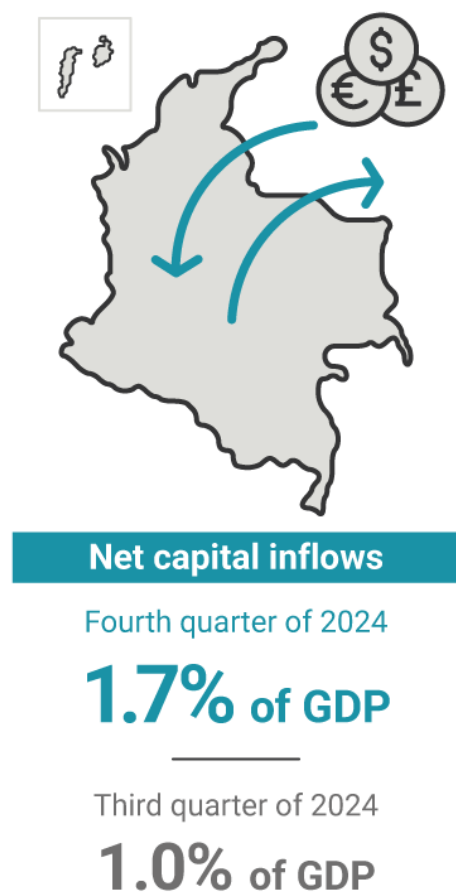 $
€ £
Net capital inflows
Fourth quarter of 2024
1.7% of GDP
Third quarter of 2024
1.0% of GDP